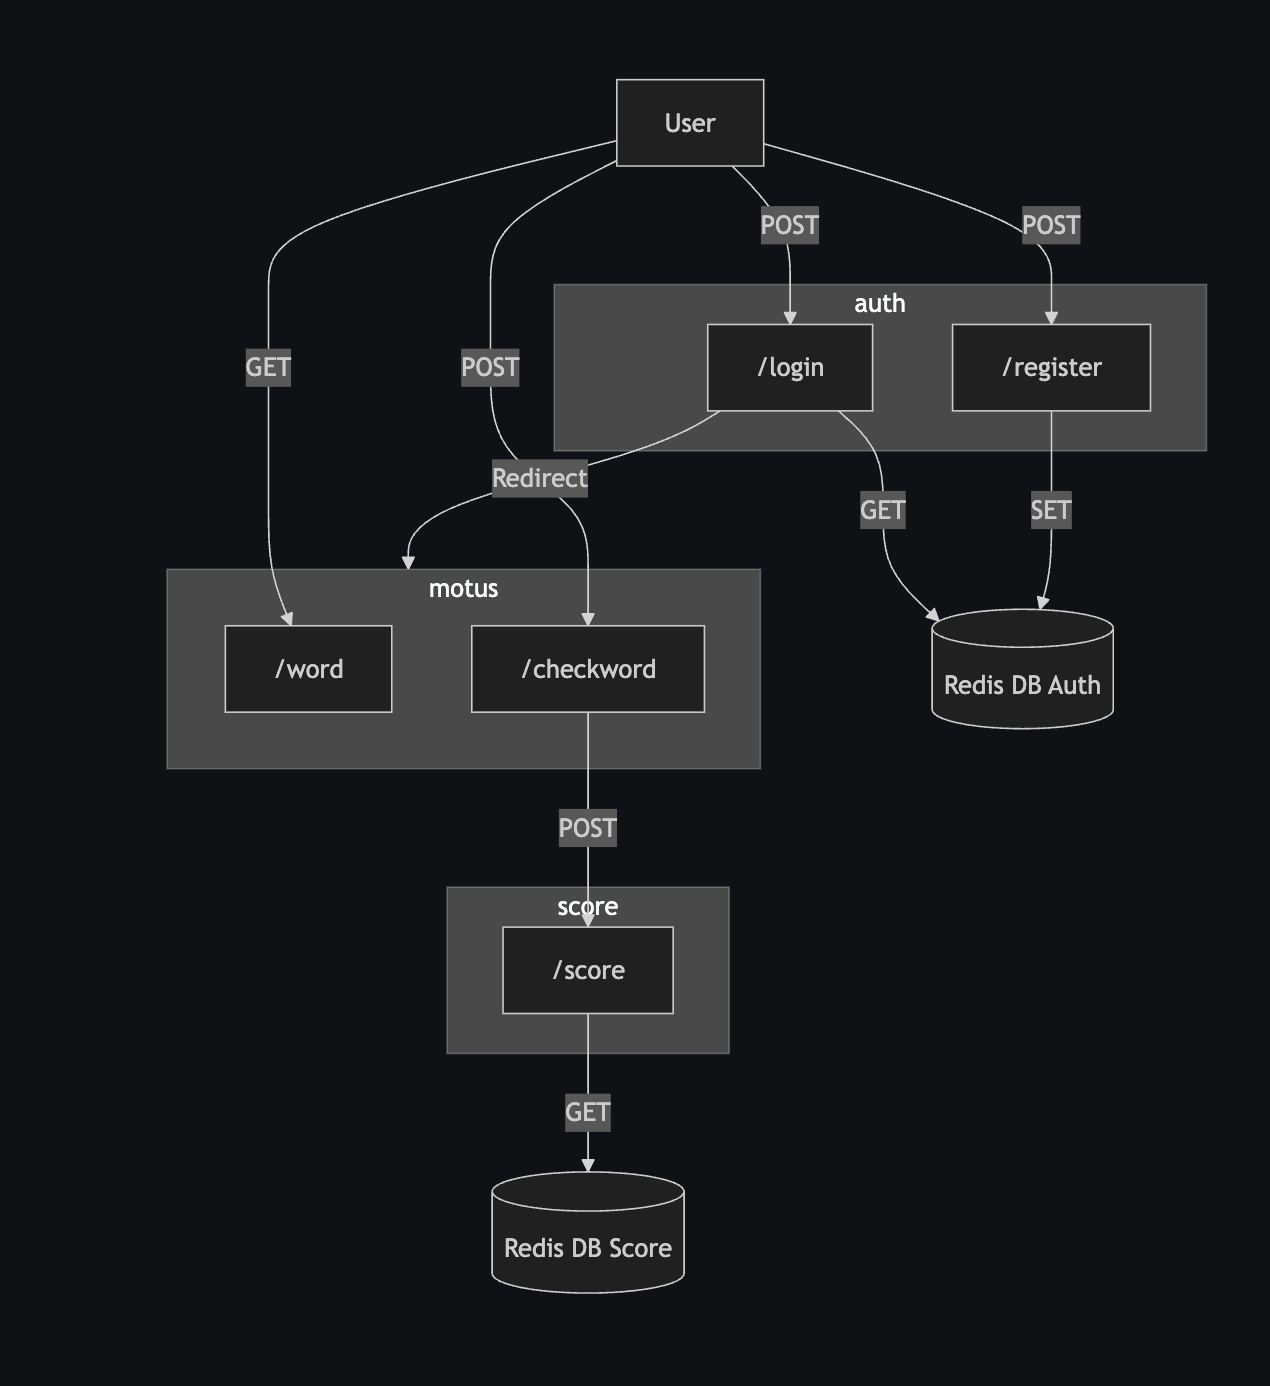 User
POST
POST
auth
/login
/register
GET
POST
Redirect
GET
SET
motus
/word
/checkword
Redis DB Auth
POST
score
/score
GET
Redis DB Score